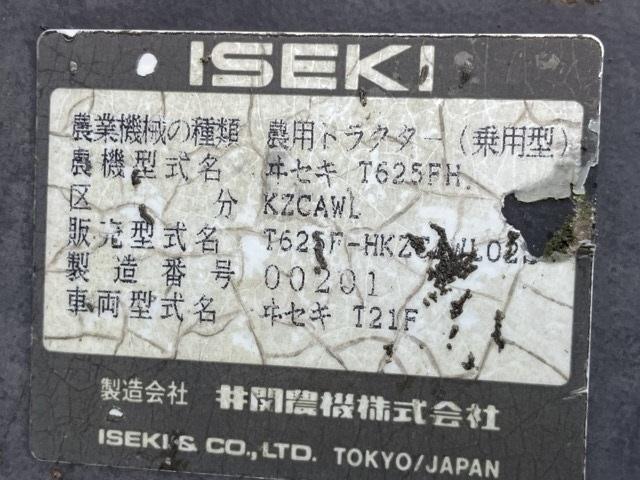 ISEKI
農業機械の種類 農用トラクター(乗用型)
農機型式名 ヰセキ T625FH
区分 KZCAWL
販売型式名
製造番号 00201
車両型式名 ヰセキ T21F
製造会社 井関農機株式会社
ISEKI & CO., LTD. TOKYO/JAPAN